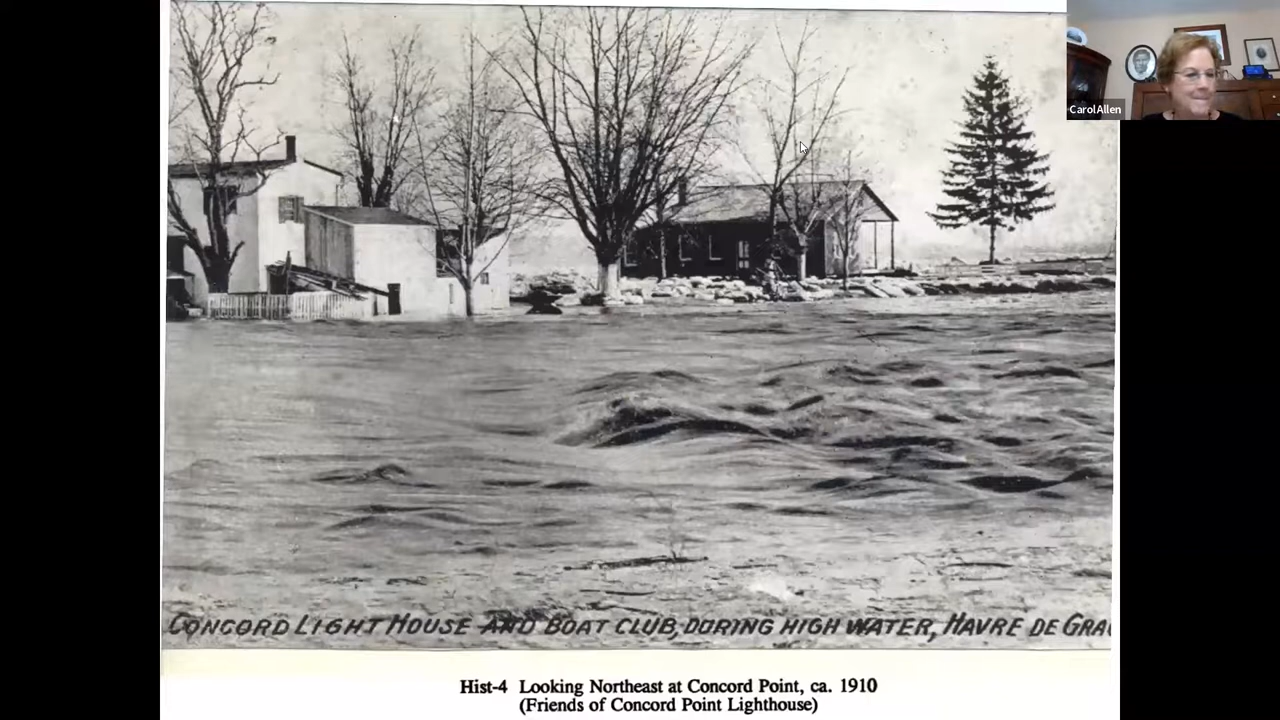 CarolAllen
CONCORD LIGHT HOUSE AND BOAT CLUB, DURING HIGH WATER, HAVRE DE GRA
Hist-4 Looking Northeast at Concord Point, ca. 1910
(Friends of Concord Point Lighthouse)